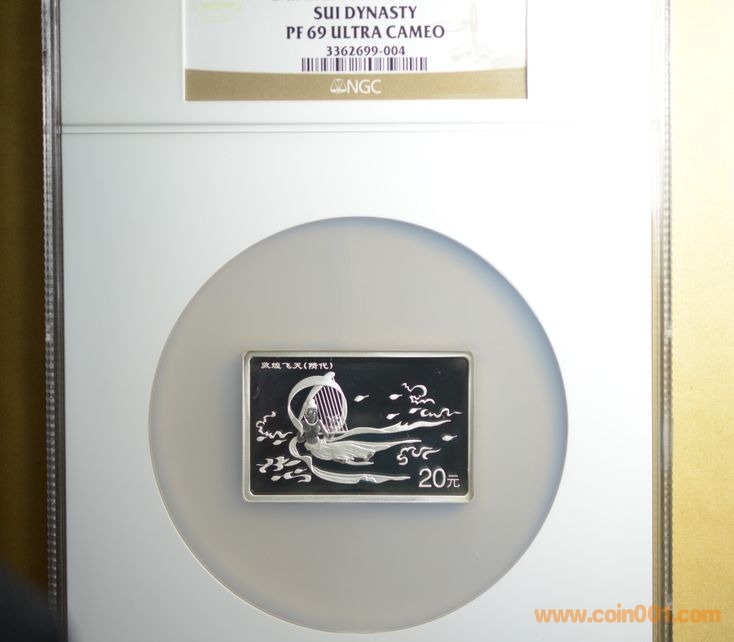 SUI DYNASTY
PF 69 ULTRA CAMEO
3362699-004
NGC
敦煌飞天(隋代)
20元
www.coin001.com